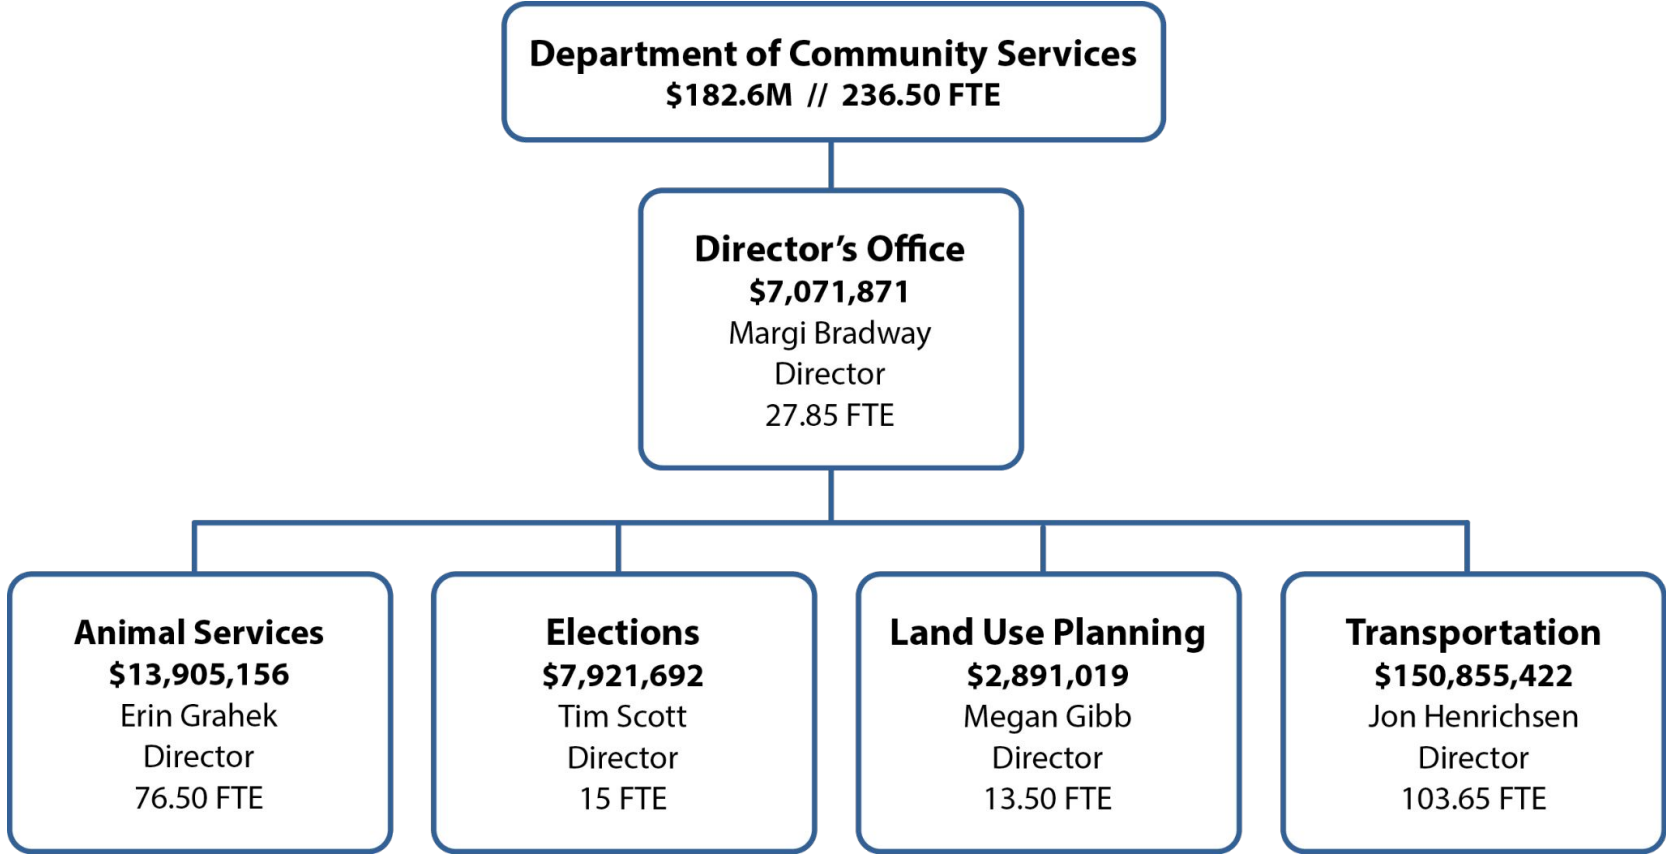 Department of Community Services
$182.6M // 236.50 FTE
Director’s Office
$7,071,871
Margi Bradway
Director
27.85 FTE
Animal Services
$13,905,156
Erin Grahek
Director
76.50 FTE
Elections
$7,921,692
Tim Scott
Director
15 FTE
Land Use Planning
$2,891,019
Megan Gibb
Director
13.50 FTE
Transportation
$150,855,422
Jon Henrichsen
Director
103.65 FTE